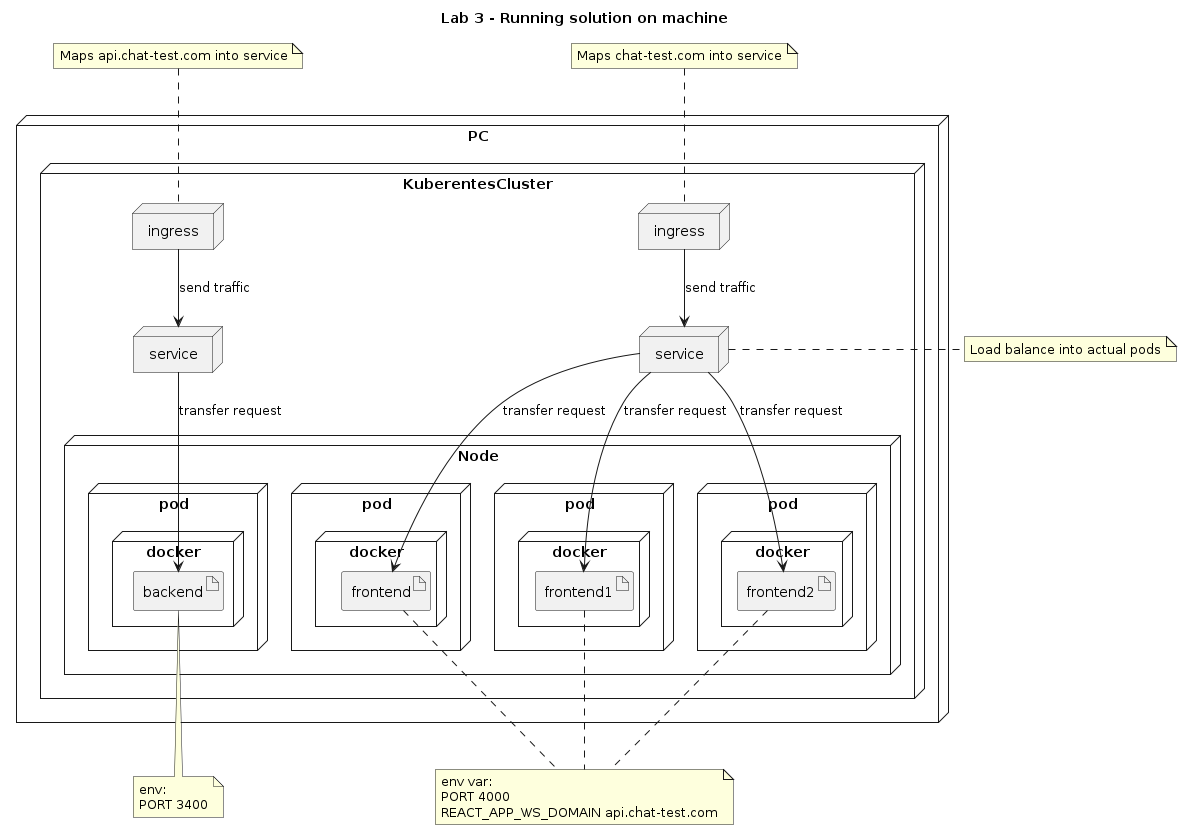 Lab 3 - Running solution on machine
Maps api.chat-test.com into service
Maps chat-test.com into service
PC
KuberentesCluster
ingress
ingress
send traffic
send traffic
service
service
Load balance into actual pods
transfer request
transfer request
transfer request
transfer request
Node
pod
pod
pod
pod
docker
docker
docker
docker
backend
frontend
frontend1
frontend2
env:
PORT 3400
env var:
PORT 4000
REACT_APP_WS_DOMAIN api.chat-test.com